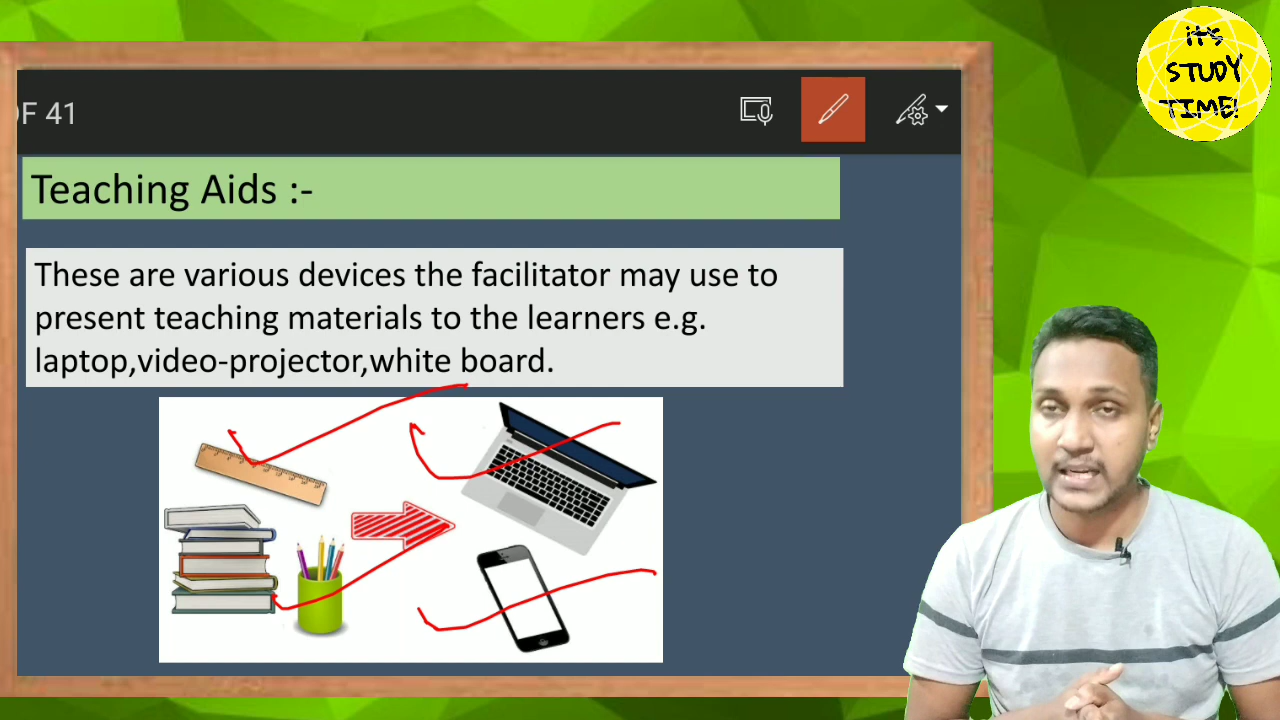 F 41
IT'S
STUDY
TIME!
Teaching Aids :-
These are various devices the facilitator may use to
present teaching materials to the learners e.g.
laptop,video-projector,white board.